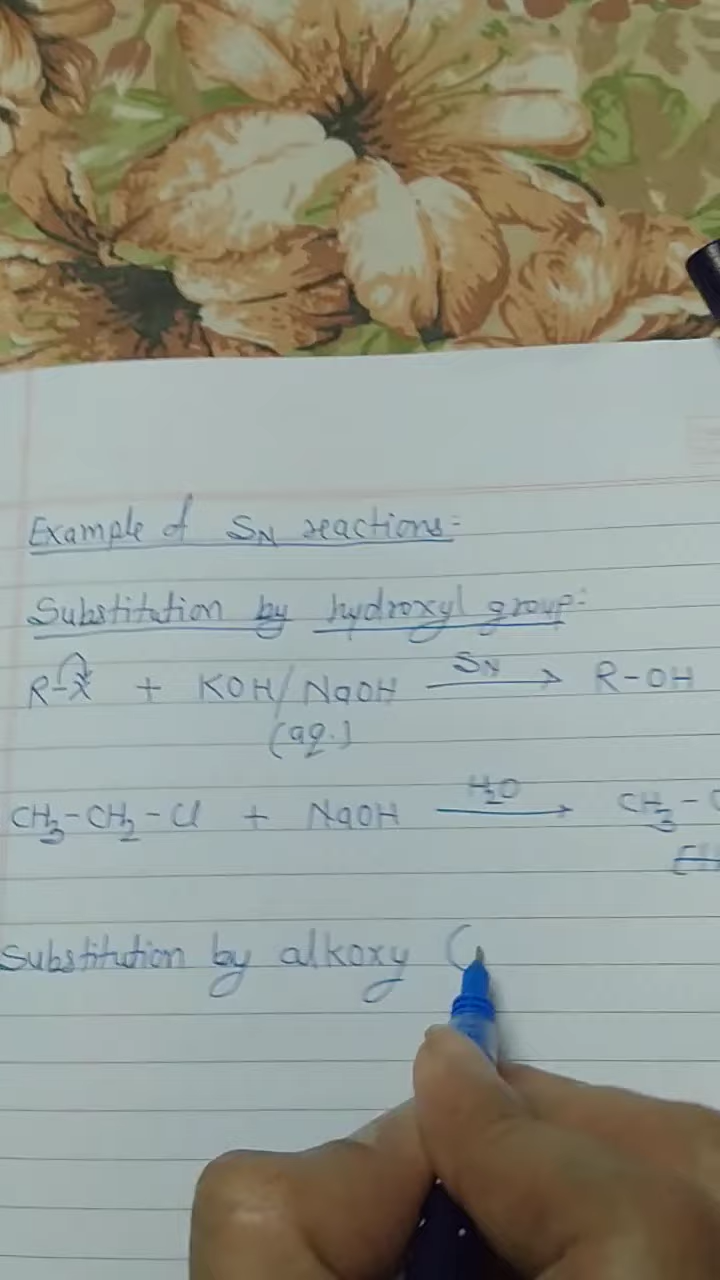 Example of SN reactions:-
Substitution by hydroxyl group:-
R-X + KOH/NaOH SN→ R-OH
(aq.)
CH3-CH2-Cl + NaOH H2O→ CH3-
Substitution by alkoxy (